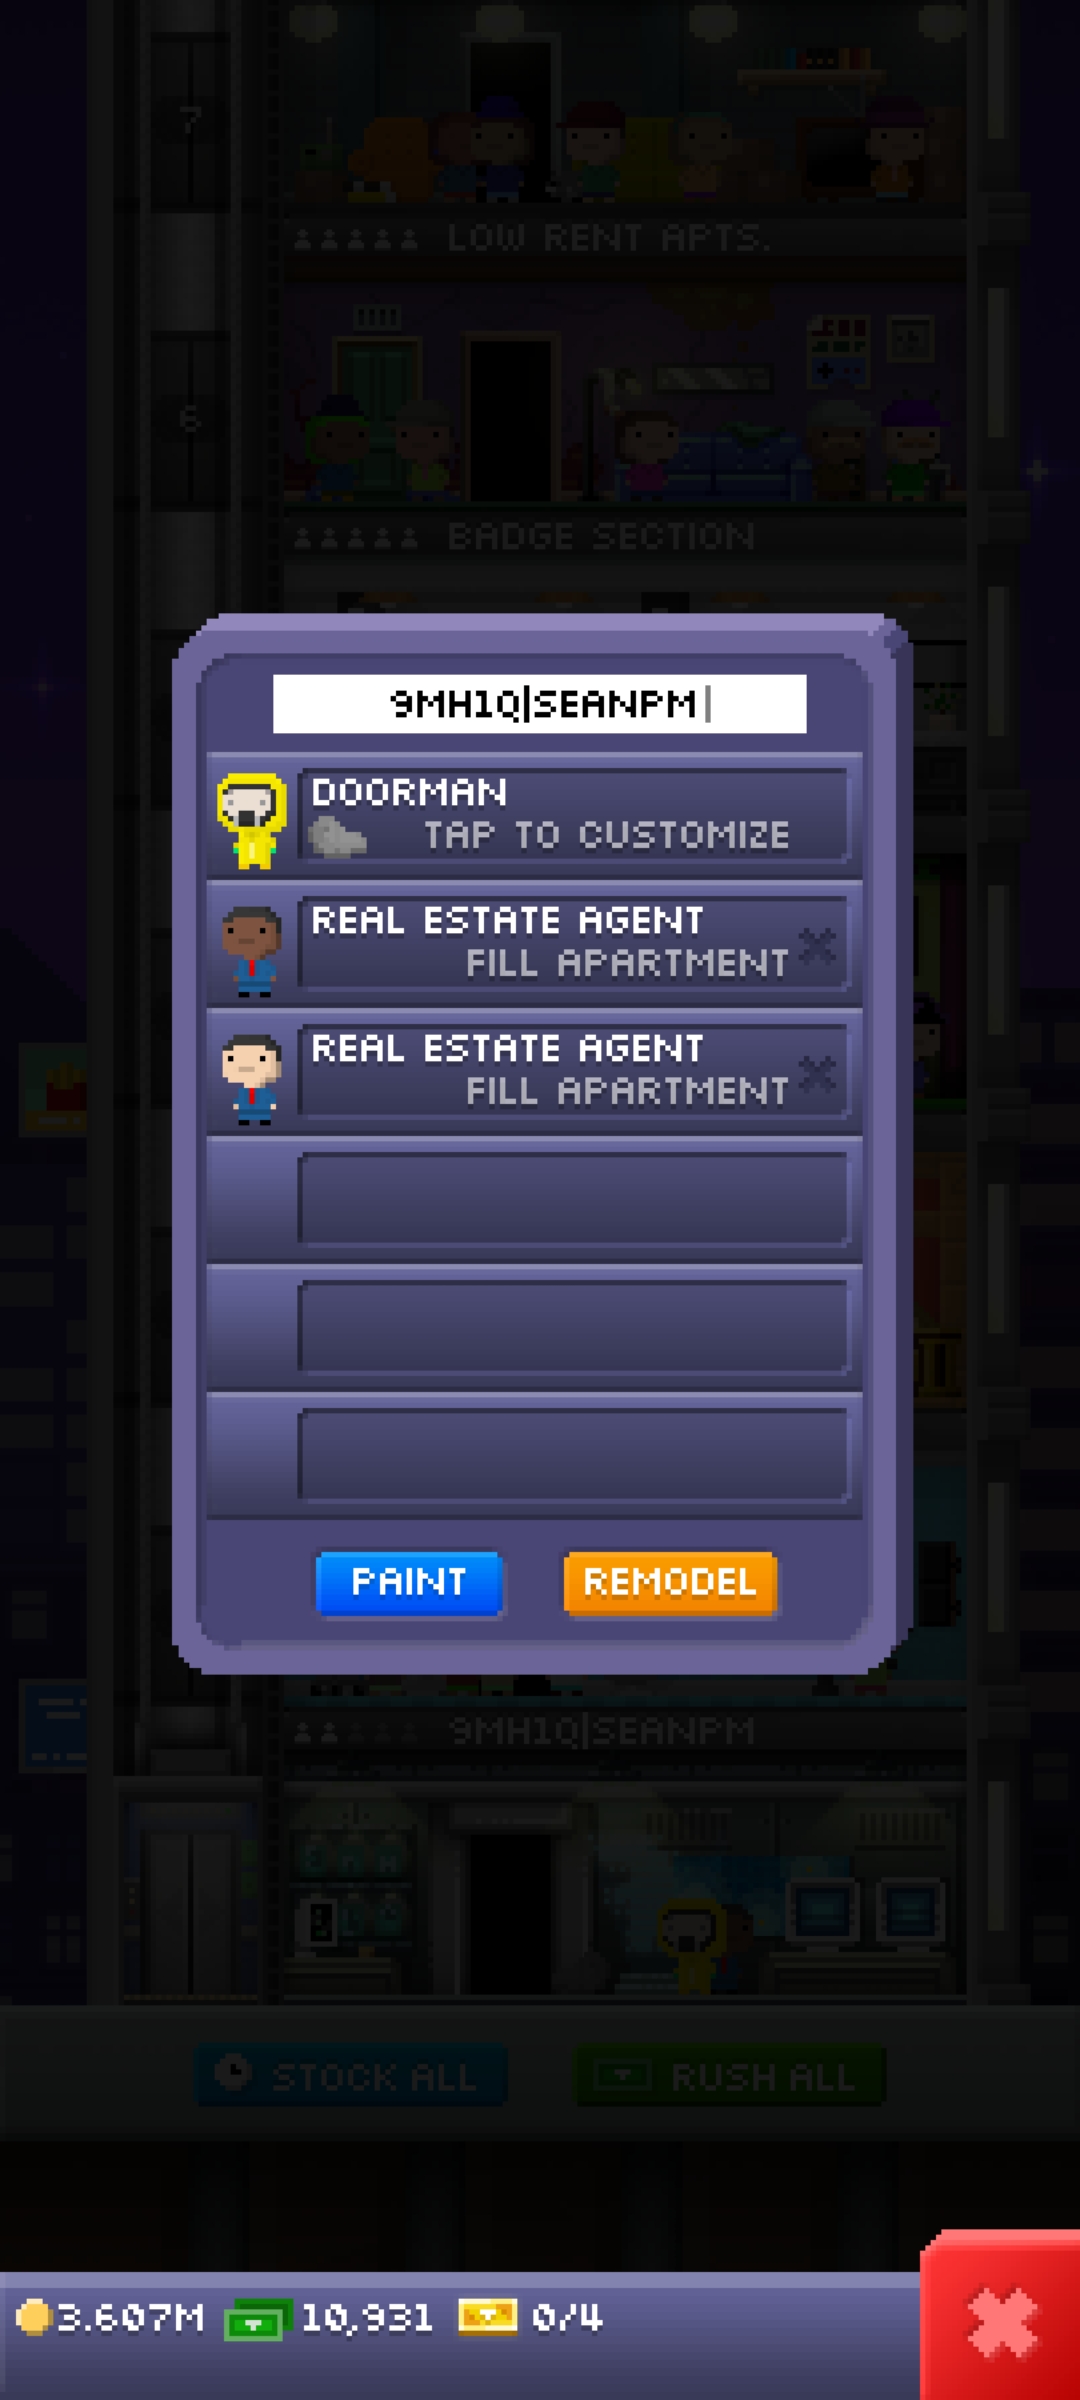 7
LOW RENT APTS.
6
BADGE SECTION
9MH1Q|SEANPM
DOORMAN
TAP TO CUSTOMIZE
REAL ESTATE AGENT
FILL APARTMENT
REAL ESTATE AGENT
FILL APARTMENT
PAINT
REMODEL
9MH1Q|SEANPM
STOCK ALL
RUSH ALL
3.607M
10,931
0/4